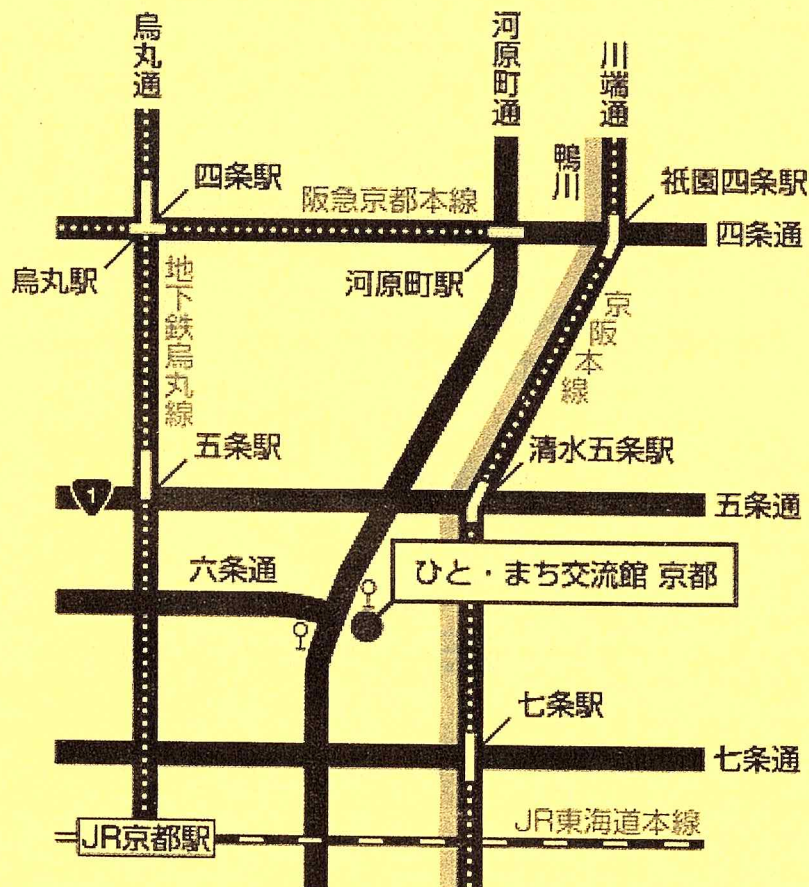 烏丸通
河原町通
川端通
鴨川
四条駅
阪急京都本線
祇園四条駅
四条通
烏丸駅
河原町駅
地下鉄烏丸線
京阪本線
五条駅
清水五条駅
1
五条通
六条通
ひと・まち交流館 京都
七条駅
七条通
JR京都駅
JR東海道本線